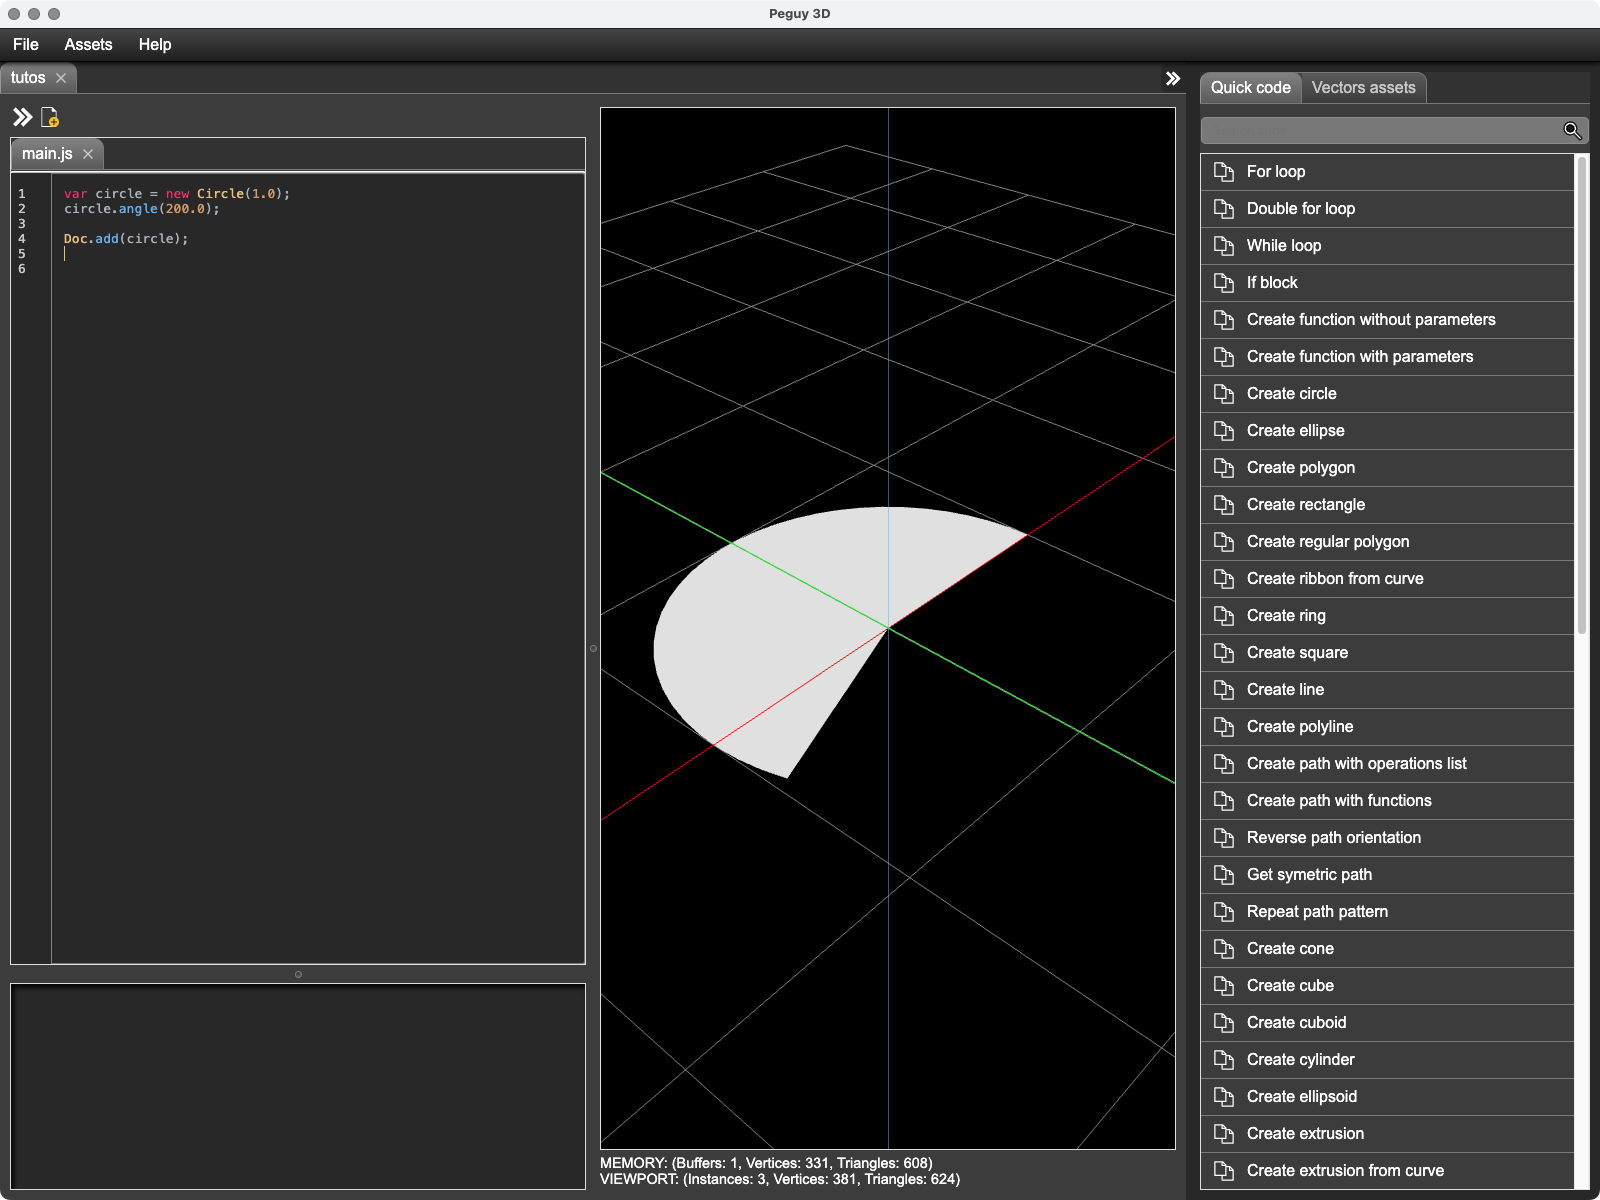 Peguy 3D
File Assets Help
tutos
Quick code Vectors assets
main.js
1 var circle = new Circle(1.0);
2 circle.angle(200.0);
3
4 Doc.add(circle);
5
6
For loop
Double for loop
While loop
If block
Create function without parameters
Create function with parameters
Create circle
Create ellipse
Create polygon
Create rectangle
Create regular polygon
Create ribbon from curve
Create ring
Create square
Create line
Create polyline
Create path with operations list
Create path with functions
Reverse path orientation
Get symetric path
Repeat path pattern
Create cone
Create cube
Create cuboid
Create cylinder
Create ellipsoid
Create extrusion
Create extrusion from curve
MEMORY: (Buffers: 1, Vertices: 331, Triangles: 608)
VIEWPORT: (Instances: 3, Vertices: 381, Triangles: 624)